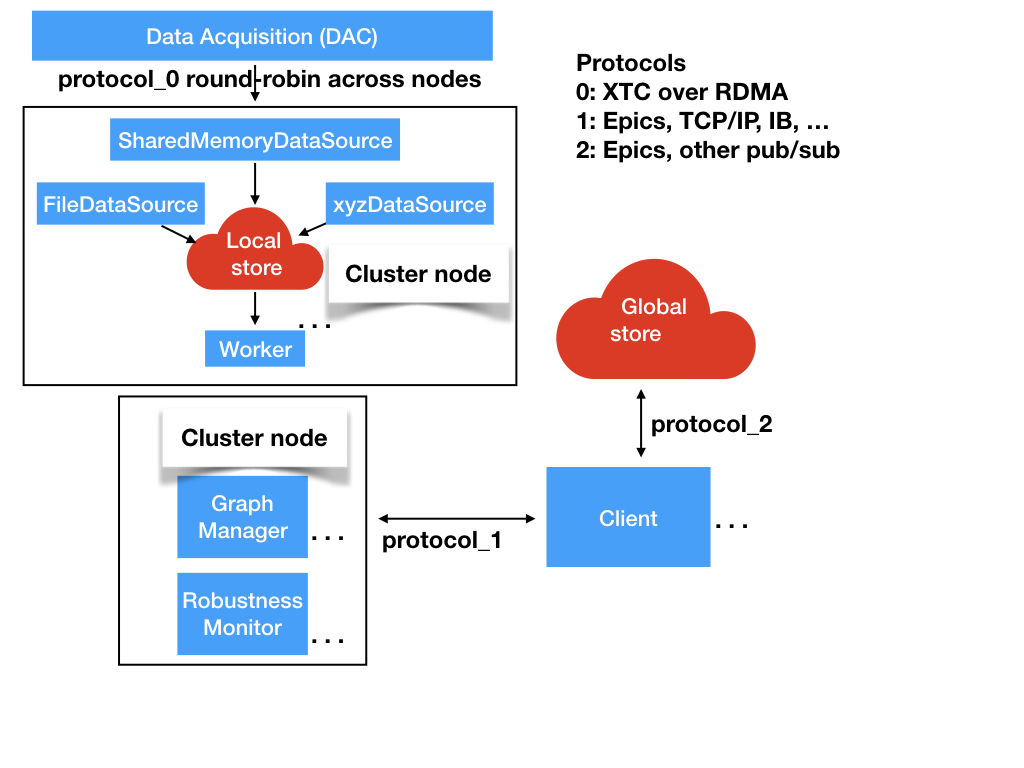 Data Acquisition (DAC)
protocol_0 round-robin across nodes
Protocols
0: XTC over RDMA
1: Epics, TCP/IP, IB, …
2: Epics, other pub/sub
SharedMemoryDataSource
FileDataSource
xyzDataSource
Local
store
Cluster node
. . .
Worker
Global
store
protocol_2
Cluster node
Graph
Manager
. . .
protocol_1
Client
. . .
Robustness
Monitor
. . .